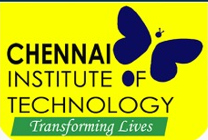 CHENNAI
INSTITUTE OF
TECHNOLOGY
Transforming Lives